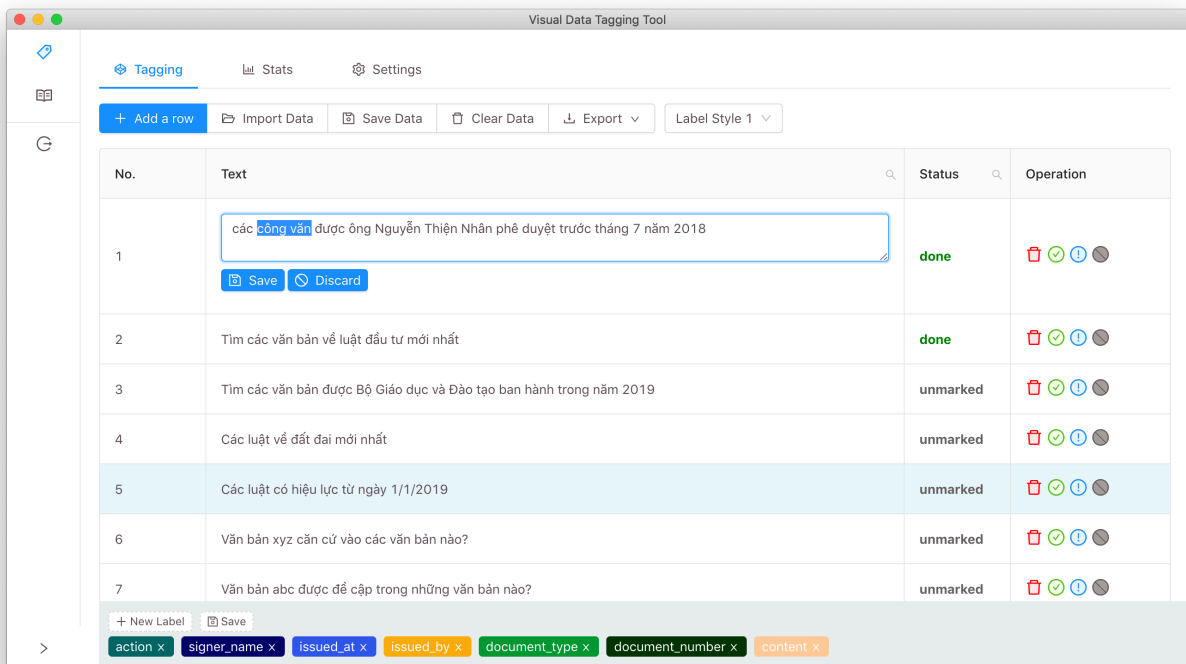 Visual Data Tagging Tool
Tagging Stats Settings
+ Add a row Import Data Save Data Clear Data Export Label Style 1
No. Text Status Operation
1 các công văn được ông Nguyễn Thiện Nhân phê duyệt trước tháng 7 năm 2018 done
Save Discard
2 Tìm các văn bản về luật đầu tư mới nhất done
3 Tìm các văn bản được Bộ Giáo dục và Đào tạo ban hành trong năm 2019 unmarked
4 Các luật về đất đai mới nhất unmarked
5 Các luật có hiệu lực từ ngày 1/1/2019 unmarked
6 Văn bản xyz căn cứ vào các văn bản nào? unmarked
7 Văn bản abc được đề cập trong những văn bản nào? unmarked
+ New Label Save
action × signer_name × issued_at × issued_by × document_type × document_number × content ×